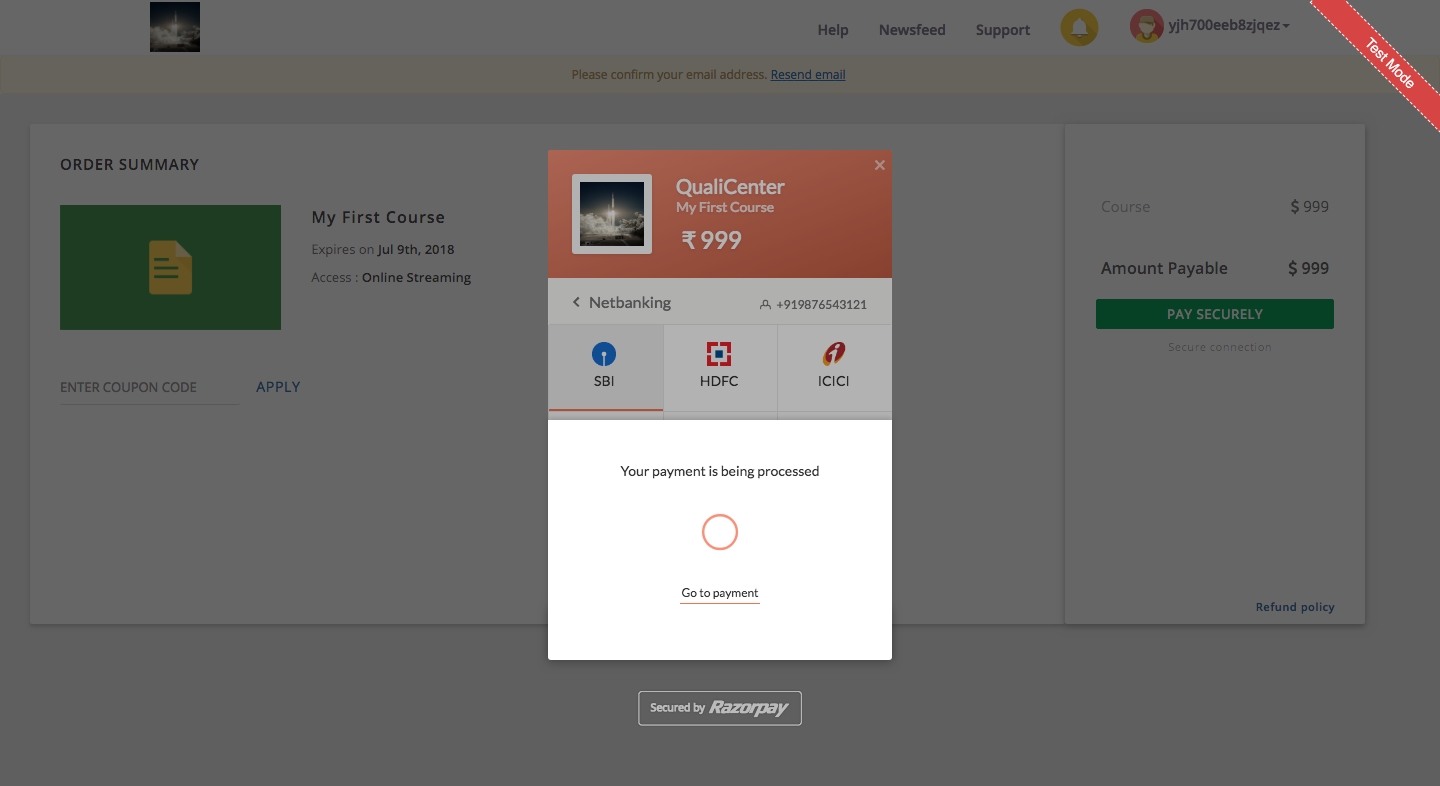 Help Newsfeed Support yjh700eeb8zjqez
Test Mode
Please confirm your email address. Resend email
ORDER SUMMARY
My First Course
Expires on Jul 9th, 2018
Access : Online Streaming
ENTER COUPON CODE APPLY
QualiCenter
My First Course
₹ 999
Netbanking +919876543121
SBI HDFC ICICI
Your payment is being processed
Go to payment
Secured by Razorpay
Course $ 999
Amount Payable $ 999
PAY SECURELY
Secure connection
Refund policy